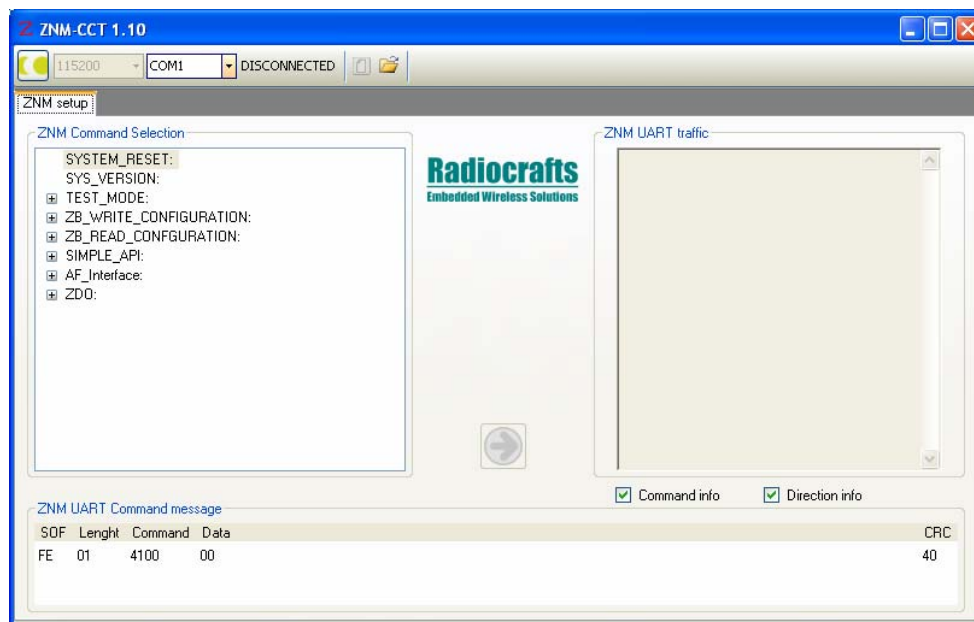 Z ZNM-CCT 1.10
115200 COM1 DISCONNECTED
ZNM setup
ZNM Command Selection
SYSTEM_RESET:
SYS_VERSION:
TEST_MODE:
ZB_WRITE_CONFIGURATION:
ZB_READ_CONFGURATION:
SIMPLE_API:
AF_Interface:
ZDO:
Radiocrafts
Embedded Wireless Solutions
ZNM UART traffic
Command info Direction info
ZNM UART Command message
SOF Lenght Command Data CRC
FE 01 4100 00 40